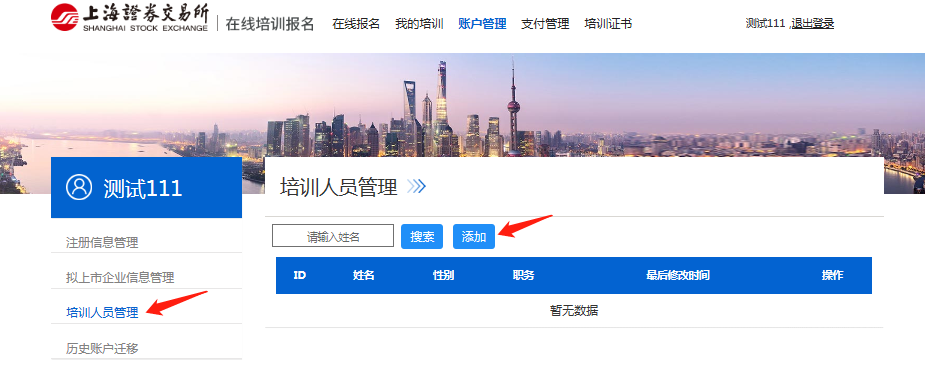 上海證券交易所
SHANGHAI STOCK EXCHANGE
在线培训报名
在线报名 我的培训 账户管理 支付管理 培训证书
测试111 ,退出登录
测试111
培训人员管理
注册信息管理
拟上市企业信息管理
培训人员管理
历史账户迁移
请输入姓名 搜索 添加
ID 姓名 性别 职务 最后修改时间 操作
暂无数据